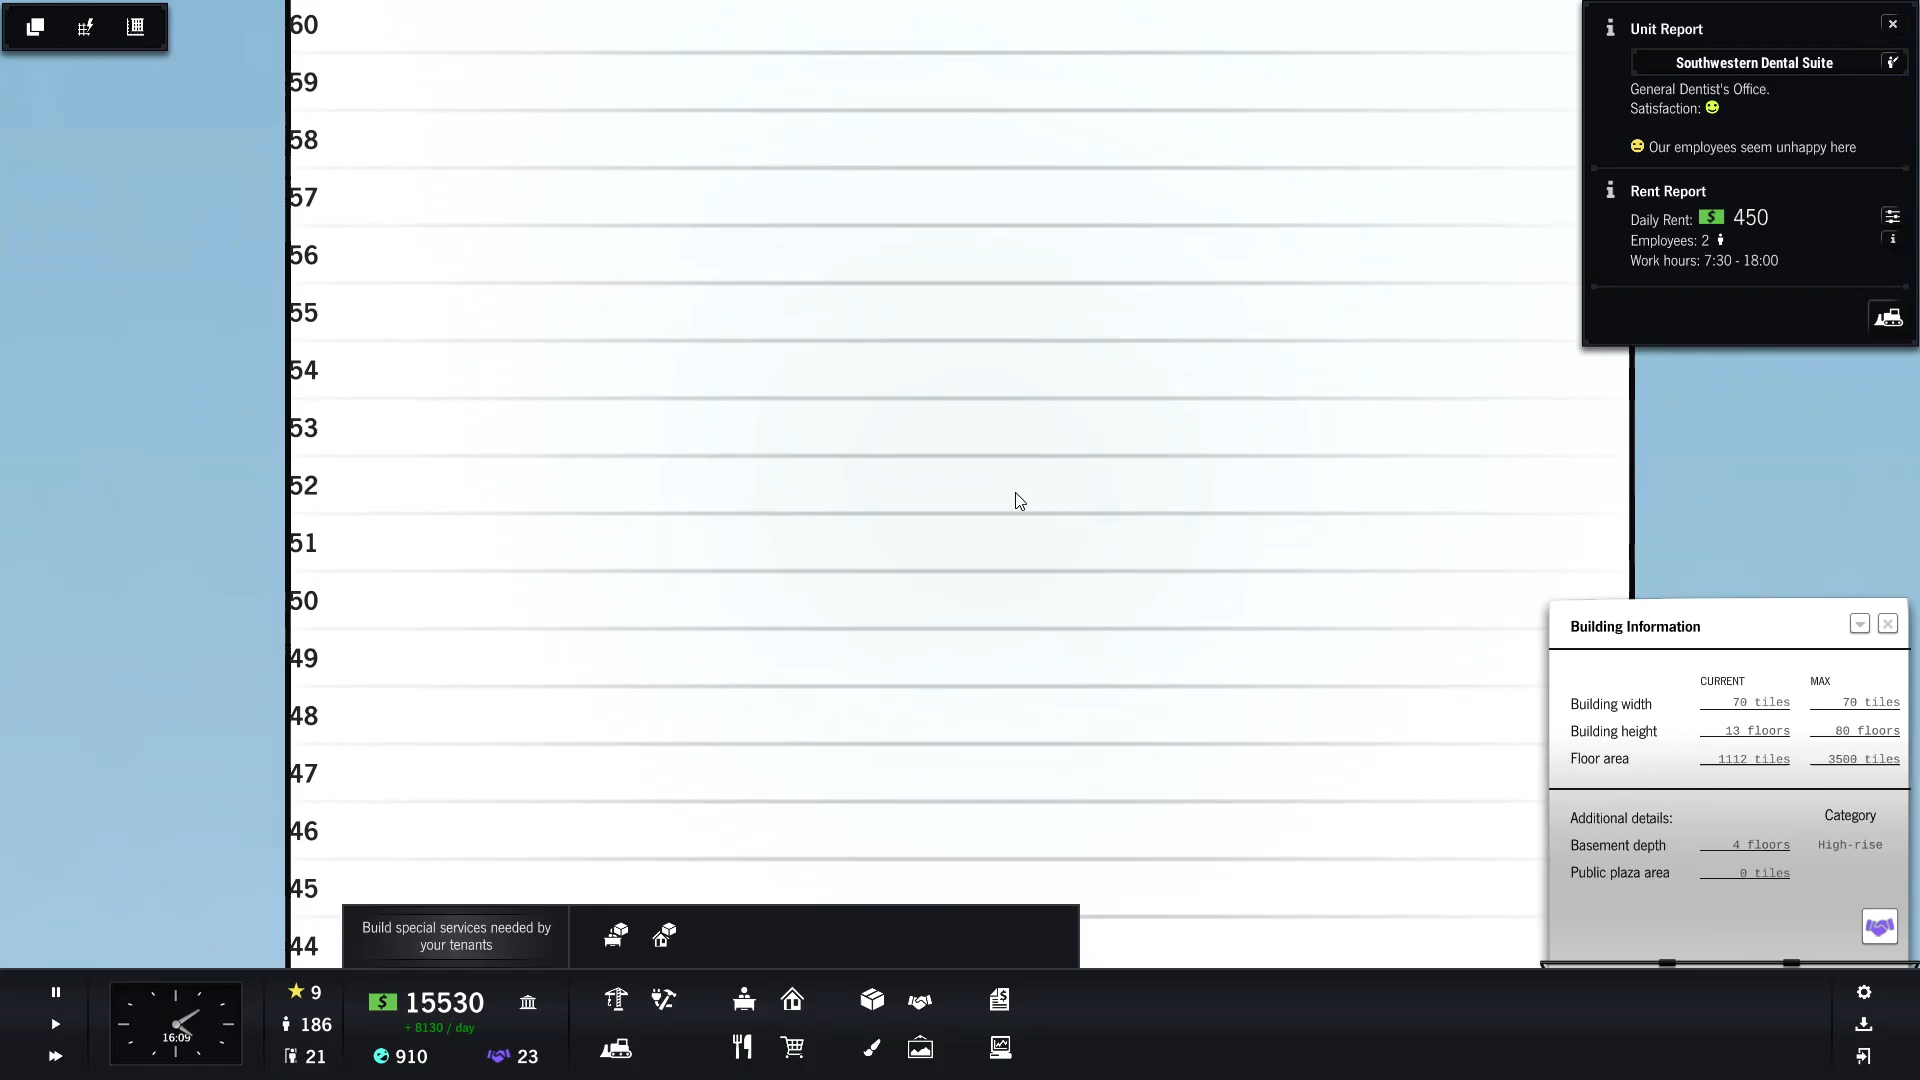 60
59
58
57
56
55
54
53
52
51
50
49
48
47
46
45
44
Unit Report
Southwestern Dental Suite
General Dentist's Office.
Satisfaction:
Our employees seem unhappy here
Rent Report
Daily Rent: $ 450
Employees: 2
Work hours: 7:30 - 18:00
Building Information
CURRENT MAX
Building width 70 tiles 70 tiles
Building height 13 floors 80 floors
Floor area 1112 tiles 3500 tiles
Additional details: Category
Basement depth 4 floors High-rise
Public plaza area 0 tiles
Build special services needed by
your tenants
16:09
9
186
21
$ 15530
+ 8130 / day
910
23